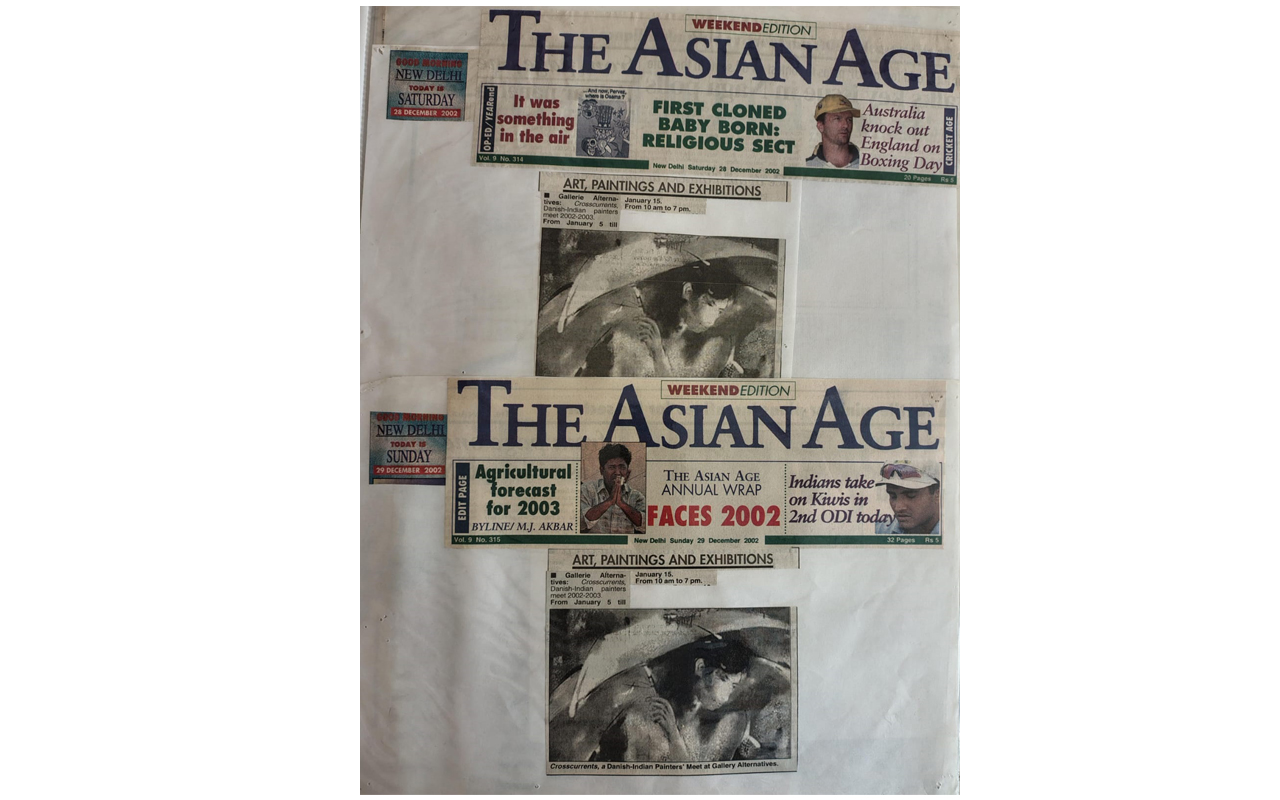 WEEKEND EDITION
THE ASIAN AGE
GOOD MORNING
NEW DELHI
TODAY IS
SATURDAY
28 DECEMBER 2002
OP-ED/YEARend
It was
something
in the air
And now, Parvez,
where is Osama?
FIRST CLONED
BABY BORN:
RELIGIOUS SECT
Australia
knock out
England on
Boxing Day
CRICKET AGE
Vol. 9 No. 314
New Delhi Saturday 28 December 2002
20 Pages Rs 5
ART, PAINTINGS AND EXHIBITIONS
■ Gallerie Alterna-
tives: Crosscurrents,
Danish-Indian painters
meet 2002-2003.
From January 5 till
January 15.
From 10 am to 7 pm.
WEEKEND EDITION
THE ASIAN AGE
GOOD MORNING
NEW DELHI
TODAY IS
SUNDAY
29 DECEMBER 2002
EDIT PAGE
Agricultural
forecast
for 2003
BYLINE/ M.J. AKBAR
THE ASIAN AGE
ANNUAL WRAP
FACES 2002
Indians take
on Kiwis in
2nd ODI today
Vol. 9 No. 315
New Delhi Sunday 29 December 2002
32 Pages Rs 5
ART, PAINTINGS AND EXHIBITIONS
■ Gallerie Alterna-
tives: Crosscurrents,
Danish-Indian painters
meet 2002-2003.
From January 5 till
January 15.
From 10 am to 7 pm.
Crosscurrents, a Danish-Indian Painters' Meet at Gallery Alternatives.